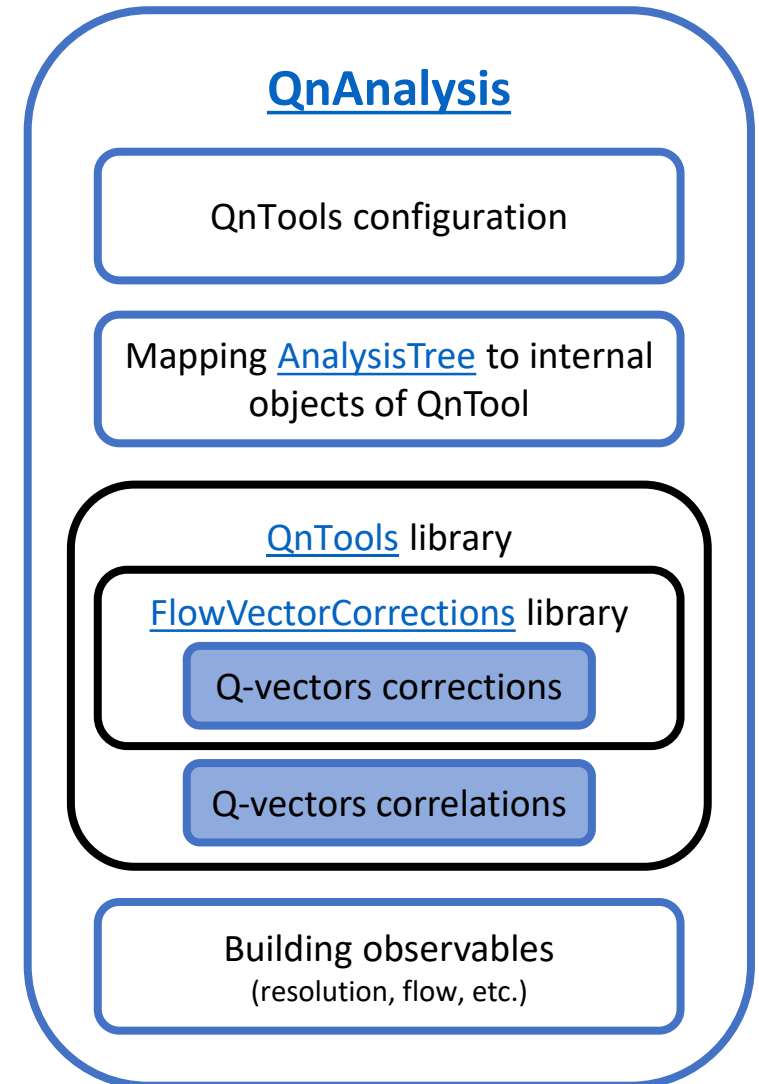 QnAnalysis
QnTools configuration
Mapping AnalysisTree to internal
objects of QnTool
QnTools library
FlowVectorCorrections library
Q-vectors corrections
Q-vectors correlations
Building observables
(resolution, flow, etc.)